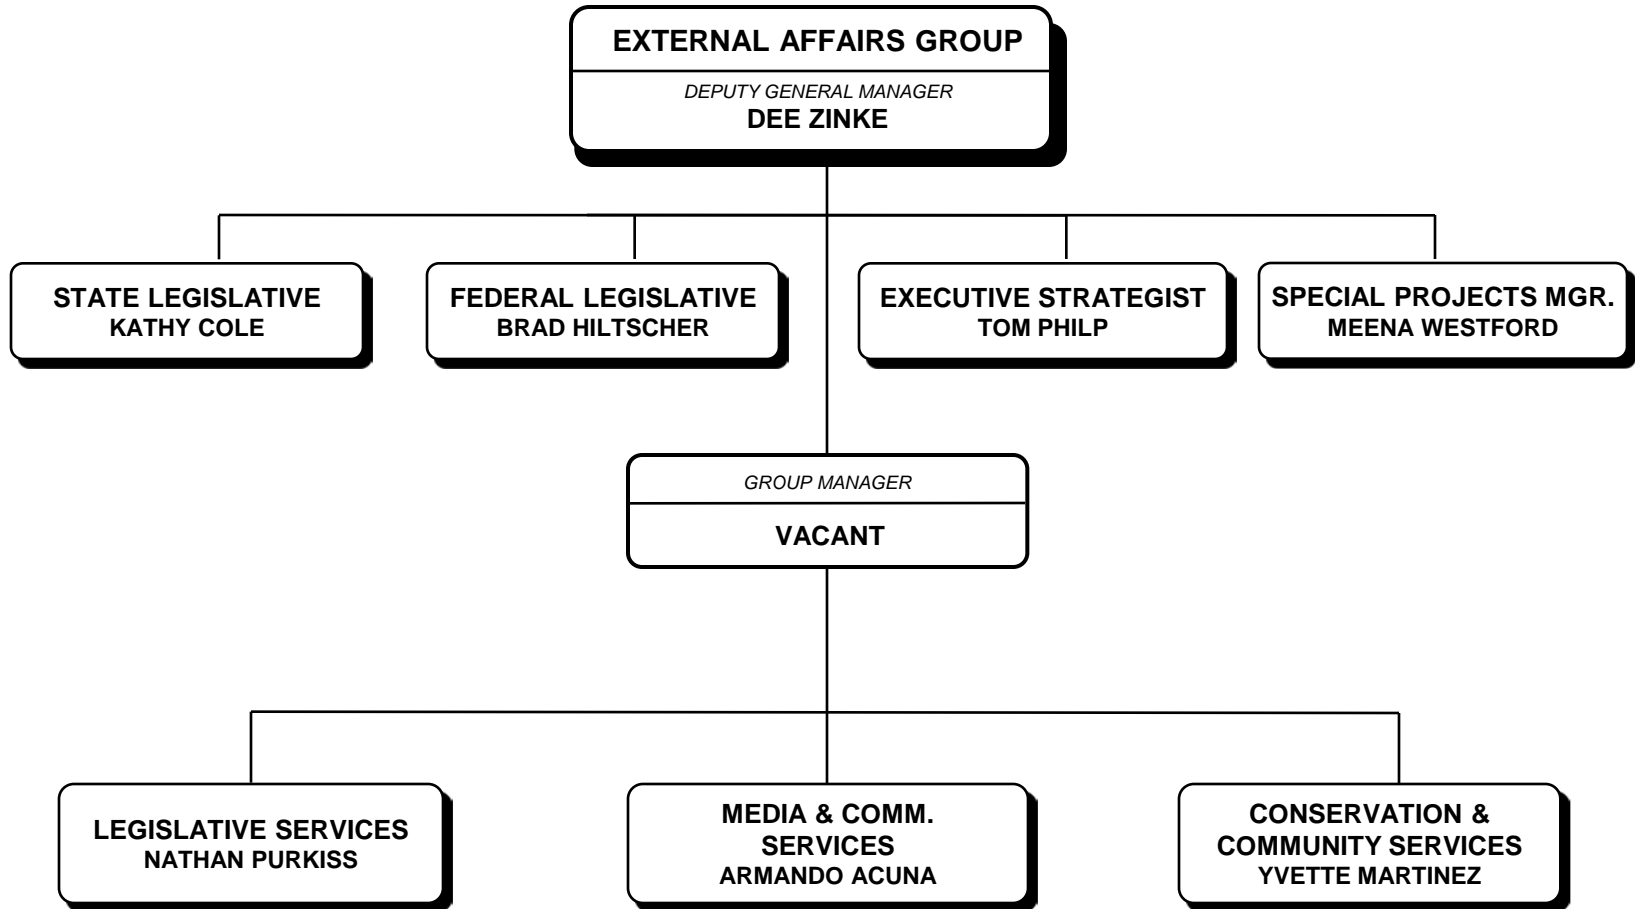 EXTERNAL AFFAIRS GROUP
DEPUTY GENERAL MANAGER
DEE ZINKE
STATE LEGISLATIVE
KATHY COLE
FEDERAL LEGISLATIVE
BRAD HILTSCHER
EXECUTIVE STRATEGIST
TOM PHILP
SPECIAL PROJECTS MGR.
MEENA WESTFORD
GROUP MANAGER
VACANT
LEGISLATIVE SERVICES
NATHAN PURKISS
MEDIA & COMM.
SERVICES
ARMANDO ACUNA
CONSERVATION &
COMMUNITY SERVICES
YVETTE MARTINEZ